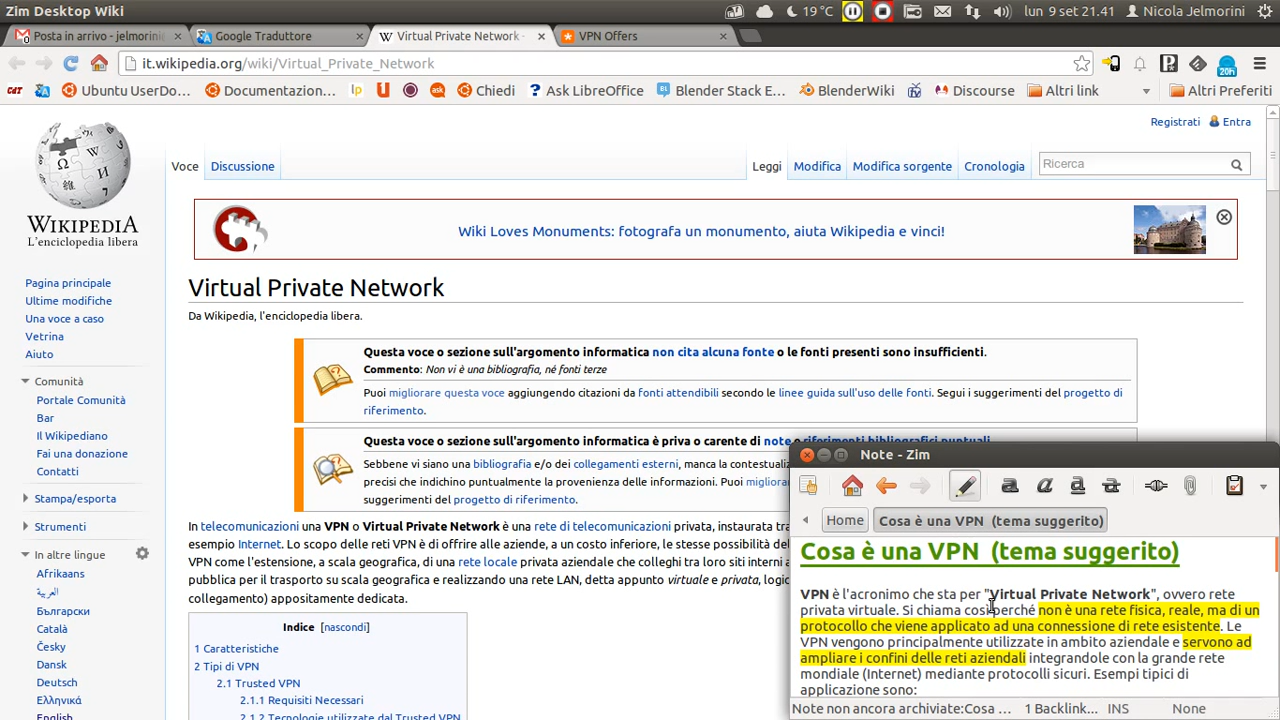 Zim Desktop Wiki
19 °C
lun 9 set 21.41
Nicola Jelmorini
Posta in arrivo - jelmorini
Google Traduttore
Virtual Private Network -
VPN Offers
it.wikipedia.org/wiki/Virtual_Private_Network
20h
CAT
Ubuntu UserDo...
Documentazion...
lp
U
ask
Chiedi
Ask LibreOffice
Blender Stack E...
BlenderWiki
Discourse
Altri link
Altri Preferiti
Registrati
Entra
Voce
Discussione
Leggi
Modifica
Modifica sorgente
Cronologia
Ricerca
WIKIPEDIA
L'enciclopedia libera
Wiki Loves Monuments: fotografa un monumento, aiuta Wikipedia e vinci!
Pagina principale
Ultime modifiche
Una voce a caso
Vetrina
Aiuto
Comunità
Portale Comunità
Bar
Il Wikipediano
Fai una donazione
Contatti
Stampa/esporta
Strumenti
In altre lingue
Afrikaans
العربية
Български
Català
Česky
Dansk
Deutsch
Ελληνικά
English
Virtual Private Network
Da Wikipedia, l'enciclopedia libera.
Questa voce o sezione sull'argomento informatica non cita alcuna fonte o le fonti presenti sono insufficienti.
Commento: Non vi è una bibliografia, né fonti terze
Puoi migliorare questa voce aggiungendo citazioni da fonti attendibili secondo le linee guida sull'uso delle fonti. Segui i suggerimenti del progetto di
riferimento.
Questa voce o sezione sull'argomento informatica è priva o carente di note o riferimenti bibliografici puntuali.
Sebbene vi siano una bibliografia e/o dei collegamenti esterni, manca la contestualiz
precisi che indichino puntualmente la provenienza delle informazioni. Puoi miglior
suggerimenti del progetto di riferimento.
In telecomunicazioni una VPN o Virtual Private Network è una rete di telecomunicazioni privata, instaurata tra
esempio Internet. Lo scopo delle reti VPN è di offrire alle aziende, a un costo inferiore, le stesse possibilità de
VPN come l'estensione, a scala geografica, di una rete locale privata aziendale che colleghi tra loro siti interni a
pubblica per il trasporto su scala geografica e realizzando una rete LAN, detta appunto virtuale e privata, logic
collegamento) appositamente dedicata.
Indice [nascondi]
1 Caratteristiche
2 Tipi di VPN
2.1 Trusted VPN
2.1.1 Requisiti Necessari
2.1.2 Tecnologie utilizzate dal Trusted VPN
Note - Zim
Home
Cosa è una VPN (tema suggerito)
Cosa è una VPN (tema suggerito)
VPN è l'acronimo che sta per "Virtual Private Network", ovvero rete
privata virtuale. Si chiama così perché non è una rete fisica, reale, ma di un
protocollo che viene applicato ad una connessione di rete esistente. Le
VPN vengono principalmente utilizzate in ambito aziendale e servono ad
ampliare i confini delle reti aziendali integrandole con la grande rete
mondiale (Internet) mediante protocolli sicuri. Esempi tipici di
applicazione sono:
Note non ancora archiviate:Cosa ...
1 Backlink...
INS
None